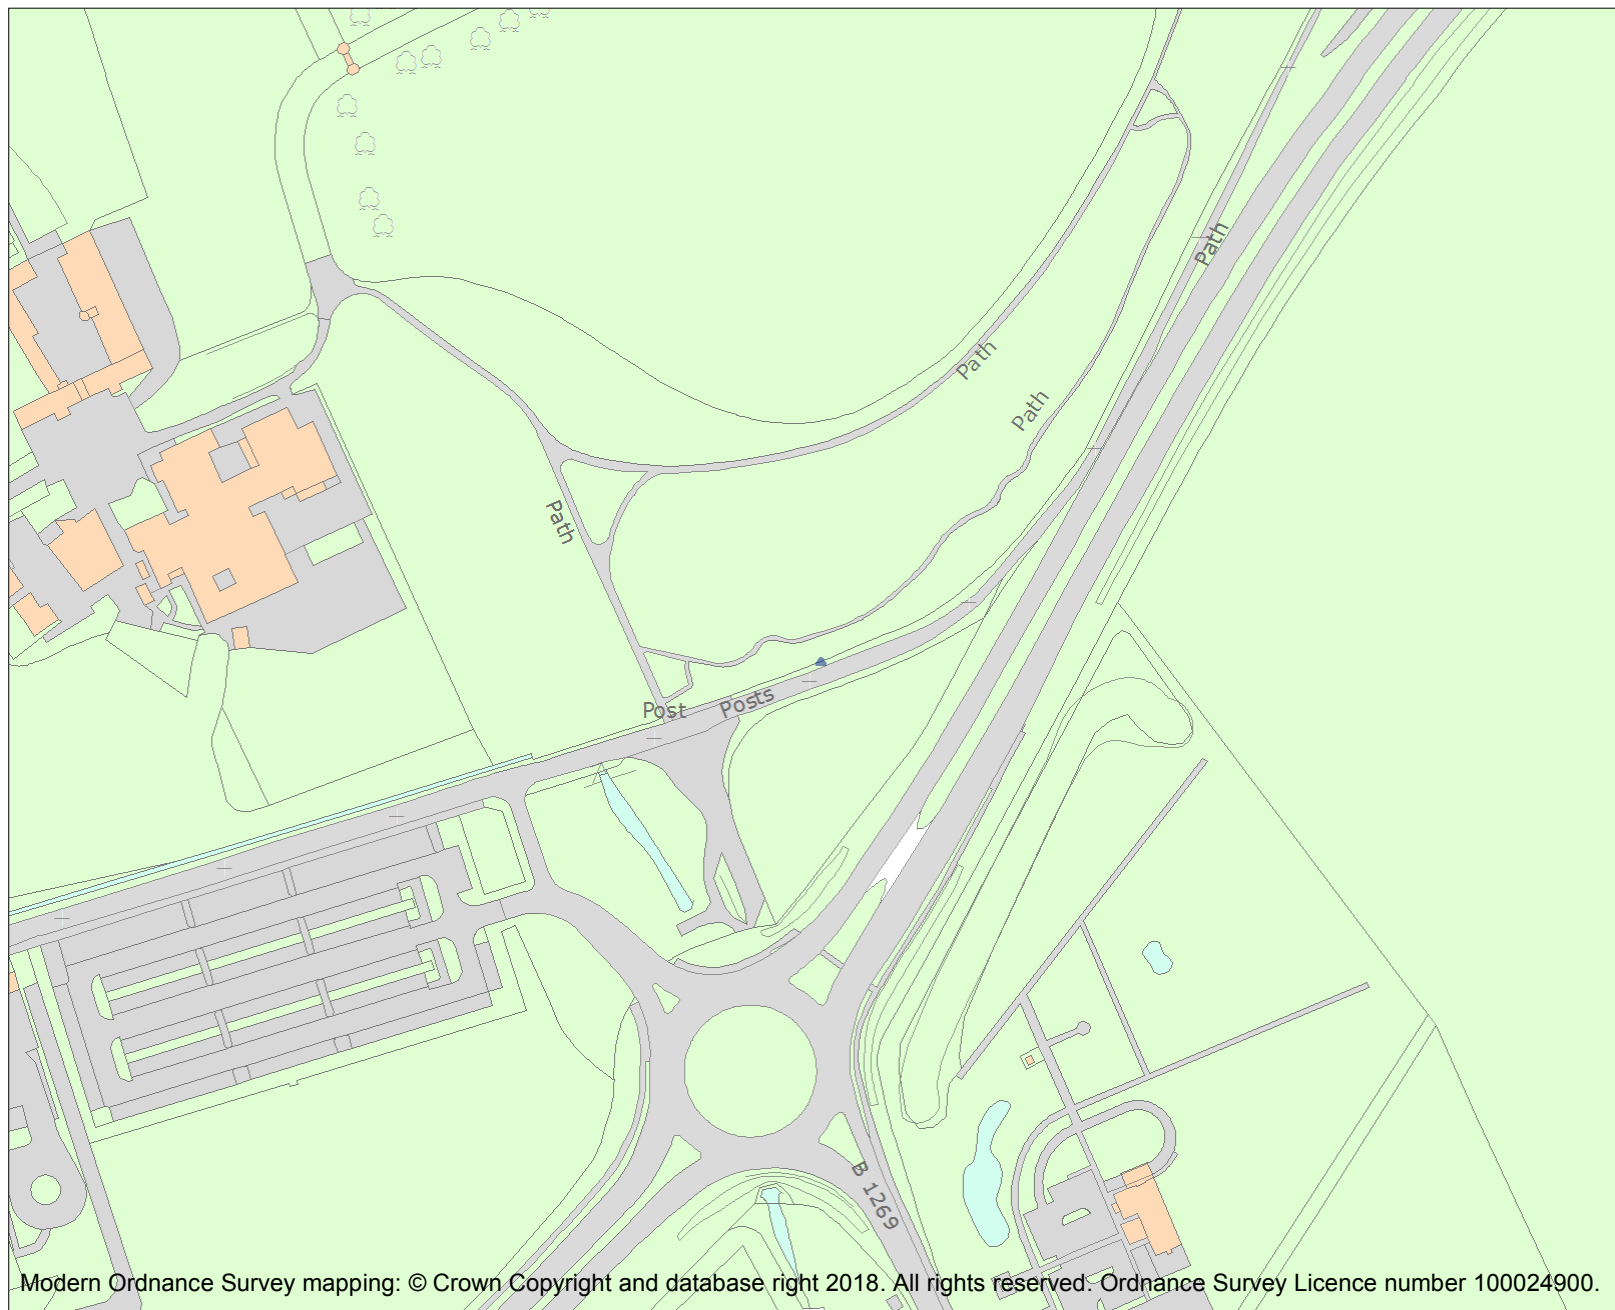 Path
Path
Path
Path
Post
Posts
B 1269
Modern Ordnance Survey mapping: © Crown Copyright and database right 2018. All rights reserved. Ordnance Survey Licence number 100024900.